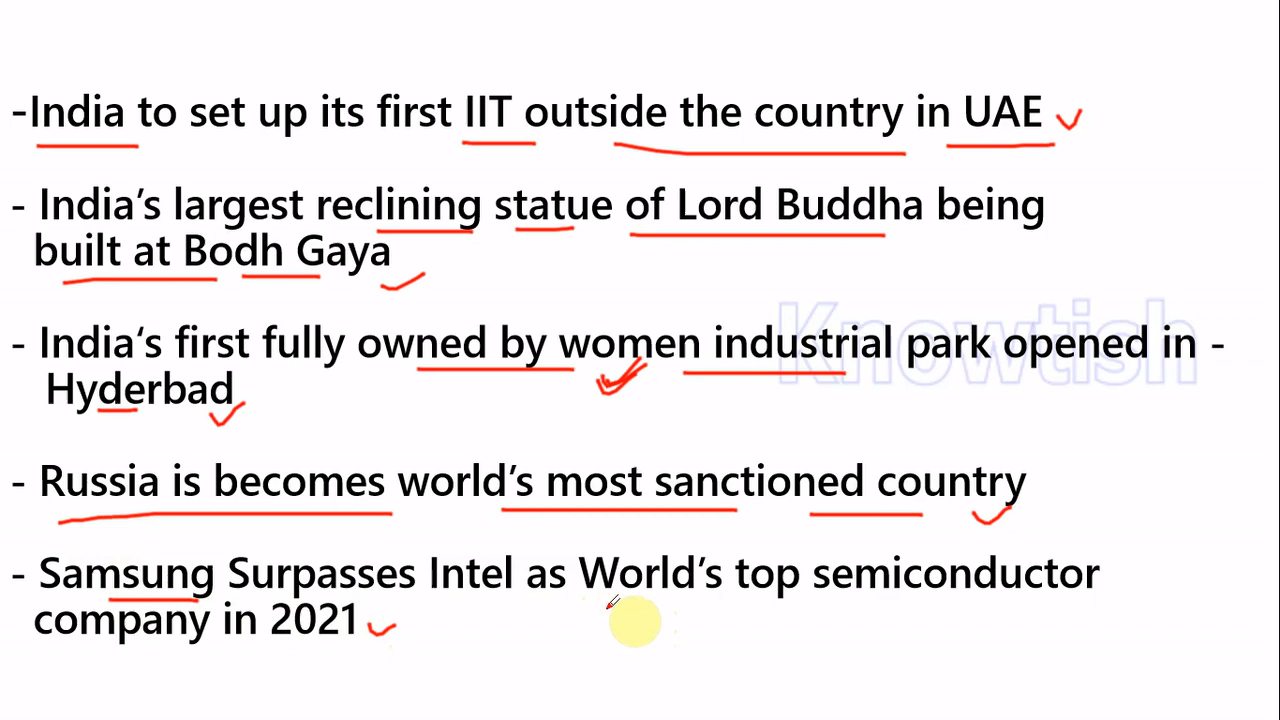 -India to set up its first IIT outside the country in UAE
- India’s largest reclining statue of Lord Buddha being
built at Bodh Gaya
Knowtish
- India‘s first fully owned by women industrial park opened in -
Hyderbad
- Russia is becomes world’s most sanctioned country
- Samsung Surpasses Intel as World’s top semiconductor
company in 2021